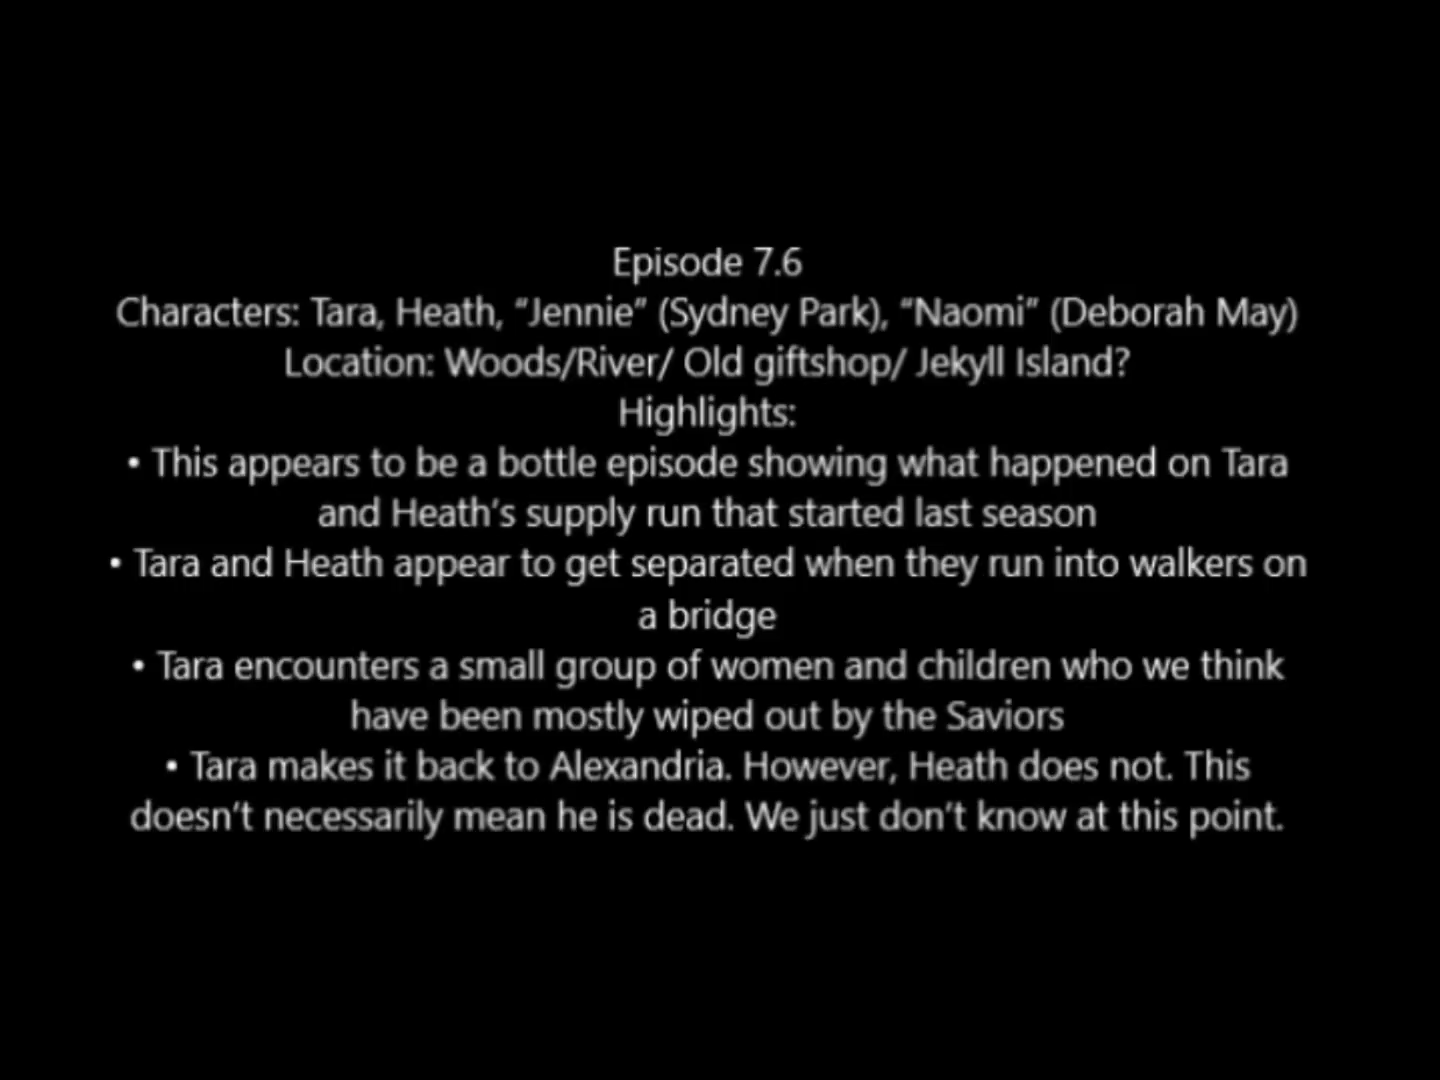 Episode 7.6
Characters: Tara, Heath, “Jennie” (Sydney Park), “Naomi” (Deborah May)
Location: Woods/River/ Old giftshop/ Jekyll Island?
Highlights:
• This appears to be a bottle episode showing what happened on Tara
and Heath’s supply run that started last season
• Tara and Heath appear to get separated when they run into walkers on
a bridge
• Tara encounters a small group of women and children who we think
have been mostly wiped out by the Saviors
• Tara makes it back to Alexandria. However, Heath does not. This
doesn’t necessarily mean he is dead. We just don’t know at this point.